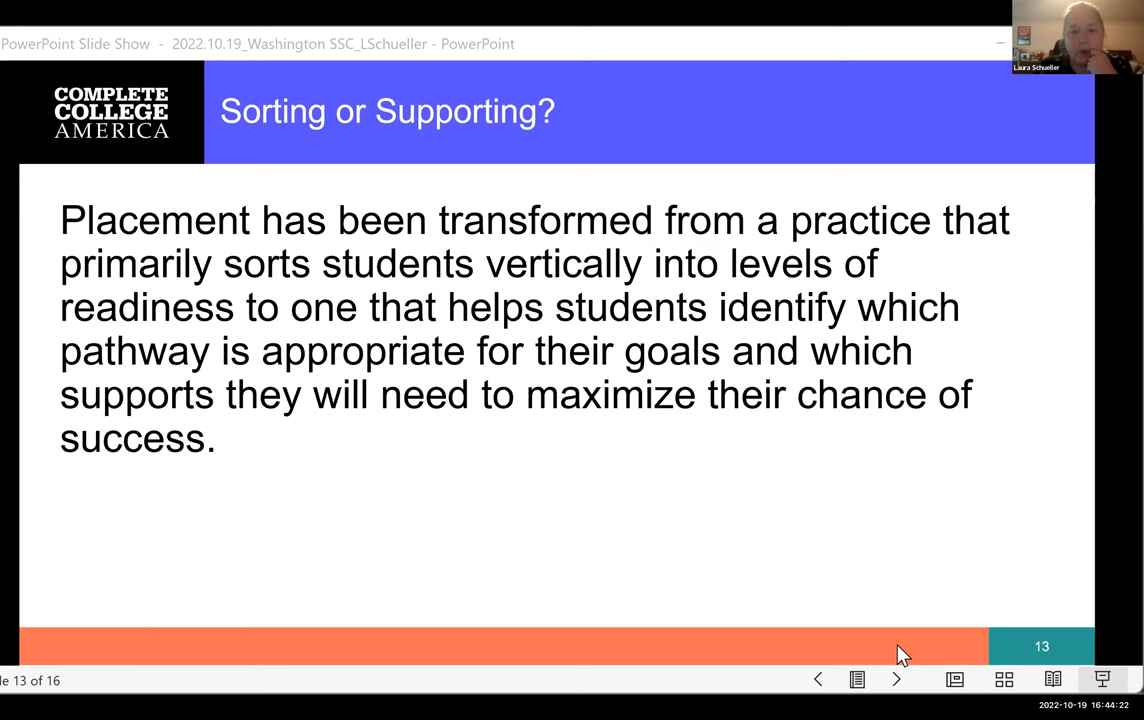 PowerPoint Slide Show - 2022.10.19_Washington SSC_LSchueller - PowerPoint
Laura Schueller
COMPLETE
COLLEGE
AMERICA
Sorting or Supporting?
Placement has been transformed from a practice that
primarily sorts students vertically into levels of
readiness to one that helps students identify which
pathway is appropriate for their goals and which
supports they will need to maximize their chance of
success.
13
le 13 of 16
2022-10-19 16:44:22